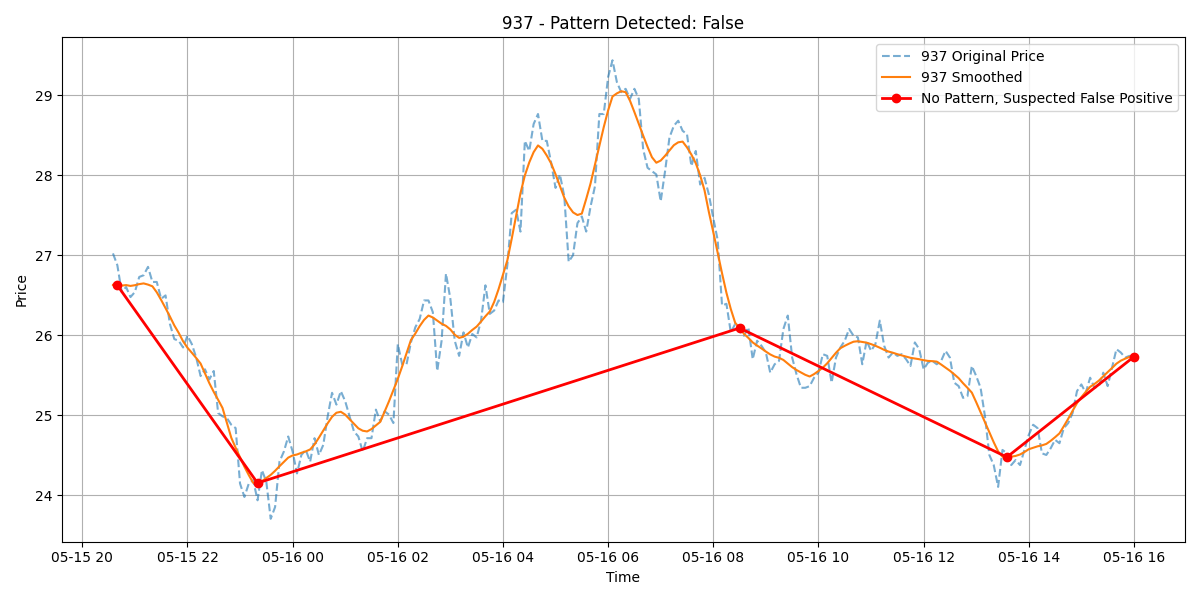 937 - Pattern Detected: False
937 Original Price
937 Smoothed
No Pattern, Suspected False Positive
Price
29
28
27
26
25
24
05-15 20 05-15 22 05-16 00 05-16 02 05-16 04 05-16 06 05-16 08 05-16 10 05-16 12 05-16 14 05-16 16
Time